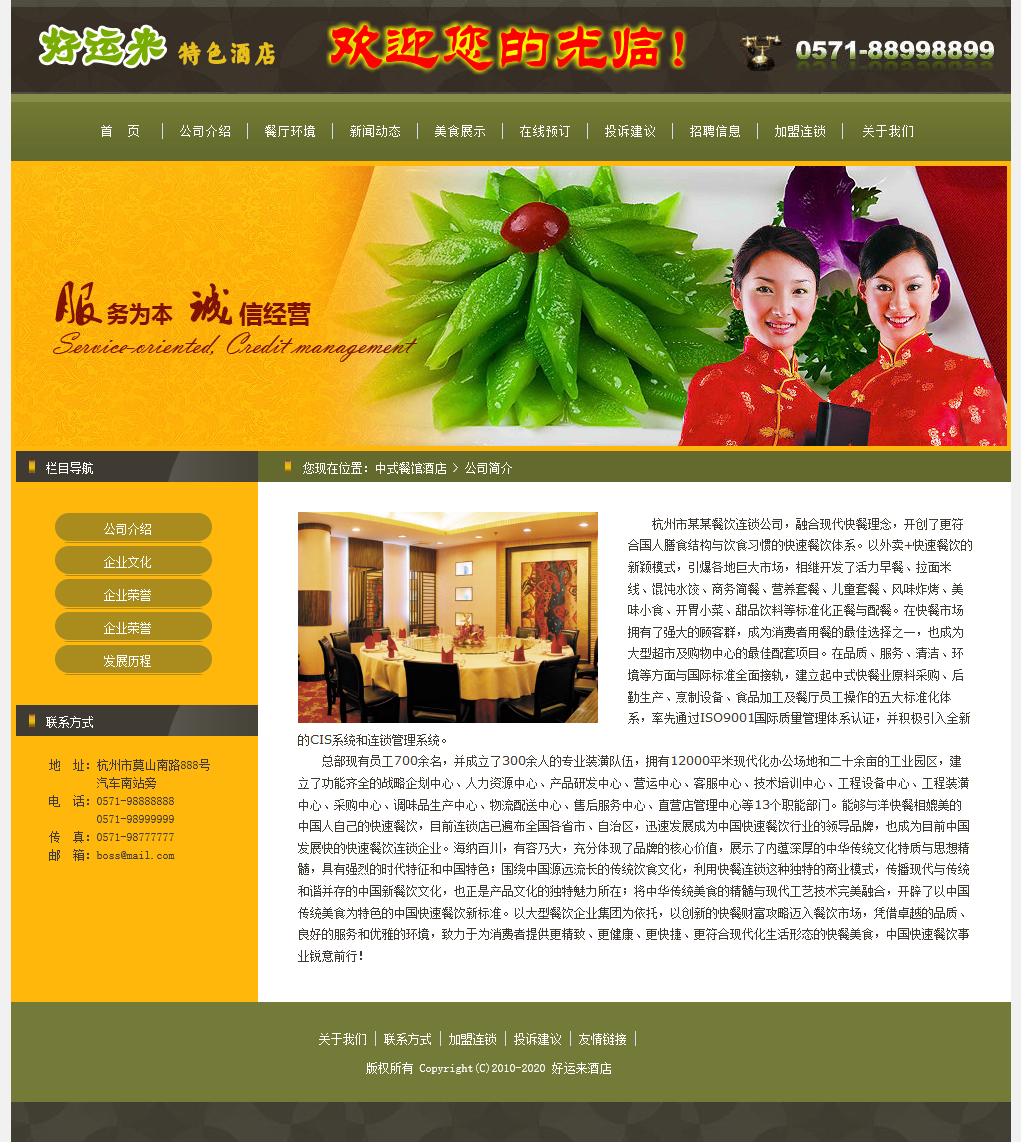 好运来 特色酒店 欢迎您的光临! 0571-88998899
首 页 公司介绍 餐厅环境 新闻动态 美食展示 在线预订 投诉建议 招聘信息 加盟连锁 关于我们
服务为本 诚信经营
Service-oriented, Credit management
栏目导航
您现在位置：中式餐馆酒店 > 公司简介
公司介绍
企业文化
企业荣誉
企业荣誉
发展历程
联系方式
地 址：杭州市莫山南路888号
汽车南站旁
电 话：0571-98888888
0571-98999999
传 真：0571-98777777
邮 箱：boss@mail.com
杭州市某某餐饮连锁公司，融合现代快餐理念，开创了更符
合国人膳食结构与饮食习惯的快速餐饮体系。以外卖+快速餐饮的
新颖模式，引爆各地巨大市场，相继开发了活力早餐、拉面米
线、馄饨水饺、商务简餐、营养套餐、儿童套餐、风味炸烤、美
味小食、开胃小菜、甜品饮料等标准化正餐与配餐。在快餐市场
拥有了强大的顾客群，成为消费者用餐的最佳选择之一，也成为
大型超市及购物中心的最佳配套项目。在品质、服务、清洁、环
境等方面与国际标准全面接轨，建立起中式快餐业原料采购、后
勤生产、烹制设备、食品加工及餐厅员工操作的五大标准化体
系，率先通过ISO9001国际质量管理体系认证，并积极引入全新
的CIS系统和连锁管理系统。
总部现有员工700余名，并成立了300余人的专业装潢队伍，拥有12000平米现代化办公场地和二十余亩的工业园区，建
立了功能齐全的战略企划中心、人力资源中心、产品研发中心、营运中心、客服中心、技术培训中心、工程设备中心、工程装潢
中心、采购中心、调味品生产中心、物流配送中心、售后服务中心、直营店管理中心等13个职能部门。能够与洋快餐相媲美的
中国人自己的快速餐饮，目前连锁店已遍布全国各省市、自治区，迅速发展成为中国快速餐饮行业的领导品牌，也成为目前中国
发展快的快速餐饮连锁企业。海纳百川，有容乃大，充分体现了品牌的核心价值，展示了内蕴深厚的中华传统文化特质与思想精
髓，具有强烈的时代特征和中国特色；围绕中国源远流长的传统饮食文化，利用快餐连锁这种独特的商业模式，传播现代与传统
和谐并存的中国新餐饮文化，也正是产品文化的独特魅力所在；将中华传统美食的精髓与现代工艺技术完美融合，开辟了以中国
传统美食为特色的中国快速餐饮新标准。以大型餐饮企业集团为依托，以创新的快餐财富攻略迈入餐饮市场，凭借卓越的品质、
良好的服务和优雅的环境，致力于为消费者提供更精致、更健康、更快捷、更符合现代化生活形态的快餐美食，中国快速餐饮事
业锐意前行！
关于我们 联系方式 加盟连锁 投诉建议 友情链接
版权所有 Copyright(C)2010-2020 好运来酒店